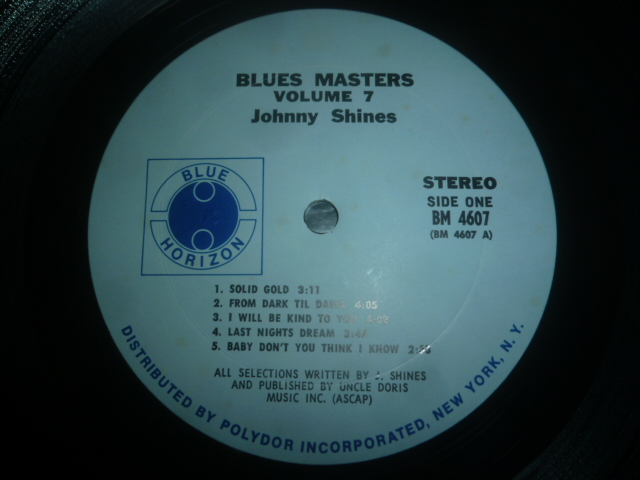 BLUES MASTERS
VOLUME 7
Johnny Shines
BLUE
HORIZON
STEREO
SIDE ONE
BM 4607
(BM 4607 A)
1. SOLID GOLD 3:11
2. FROM DARK TIL 4:05
3. I WILL BE KIND TO
4. LAST NIGHTS DREAM
5. BABY DON'T YOU THINK I KNOW
ALL SELECTIONS WRITTEN BY J. SHINES
AND PUBLISHED BY UNCLE DORIS
MUSIC INC. (ASCAP)
DISTRIBUTED BY POLYDOR INCORPORATED, NEW YORK, N.Y.